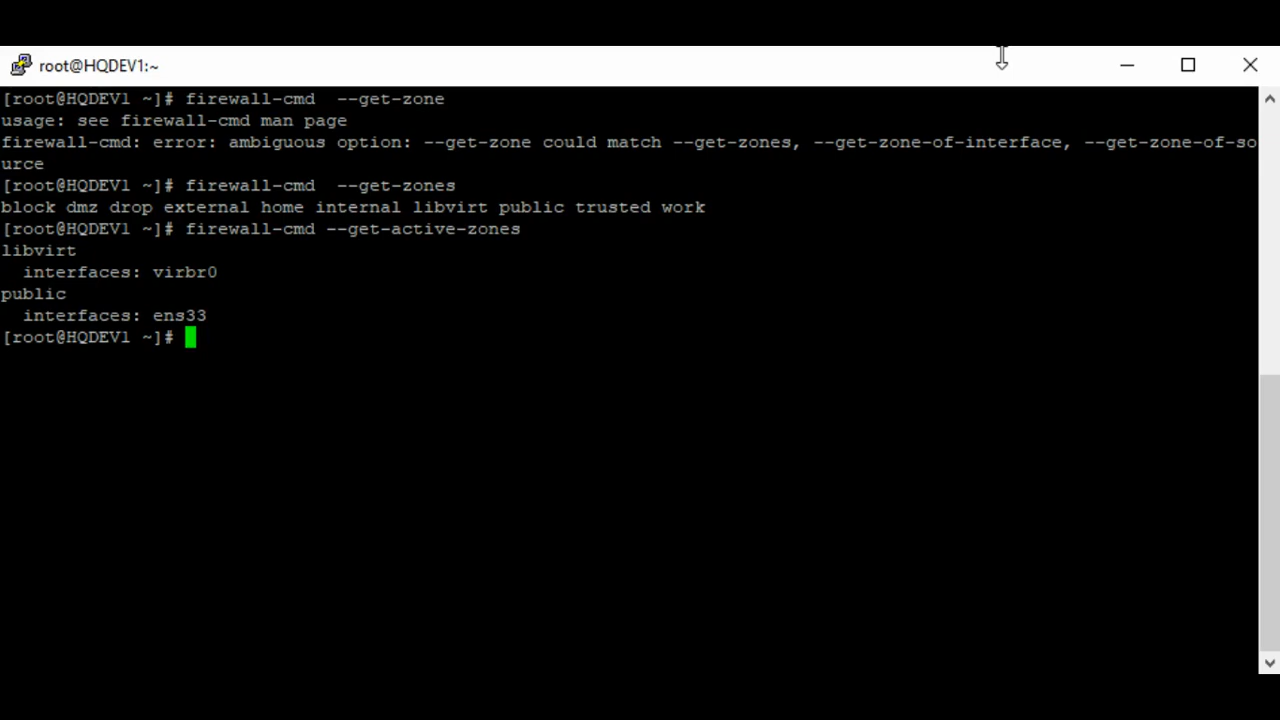 root@HQDEV1:~
[root@HQDEV1 ~]# firewall-cmd  --get-zone
usage: see firewall-cmd man page
firewall-cmd: error: ambiguous option: --get-zone could match --get-zones, --get-zone-of-interface, --get-zone-of-so
urce
[root@HQDEV1 ~]# firewall-cmd  --get-zones
block dmz drop external home internal libvirt public trusted work
[root@HQDEV1 ~]# firewall-cmd --get-active-zones
libvirt
  interfaces: virbr0
public
  interfaces: ens33
[root@HQDEV1 ~]#